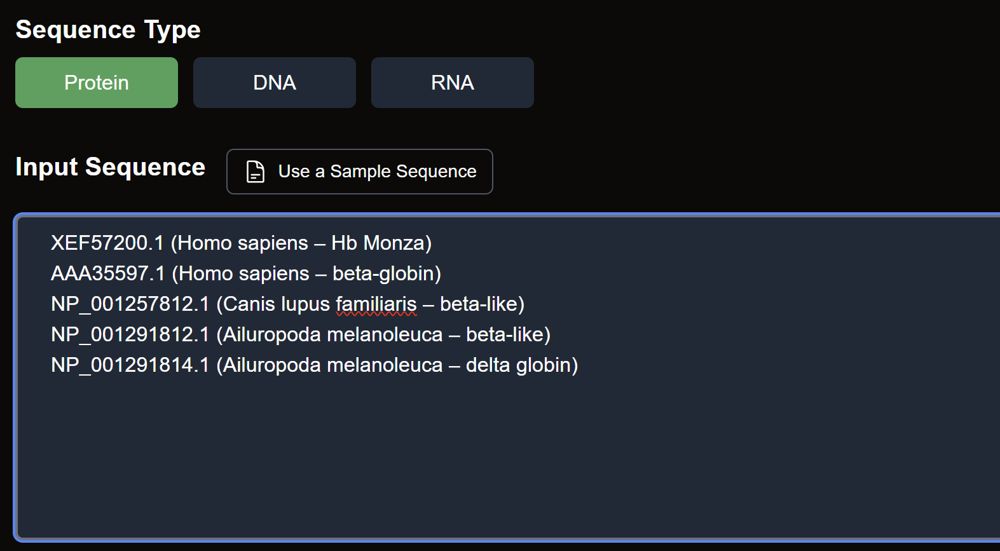 Sequence Type
Protein DNA RNA
Input Sequence Use a Sample Sequence
XEF57200.1 (Homo sapiens – Hb Monza)
AAA35597.1 (Homo sapiens – beta-globin)
NP_001257812.1 (Canis lupus familiaris – beta-like)
NP_001291812.1 (Ailuropoda melanoleuca – beta-like)
NP_001291814.1 (Ailuropoda melanoleuca – delta globin)